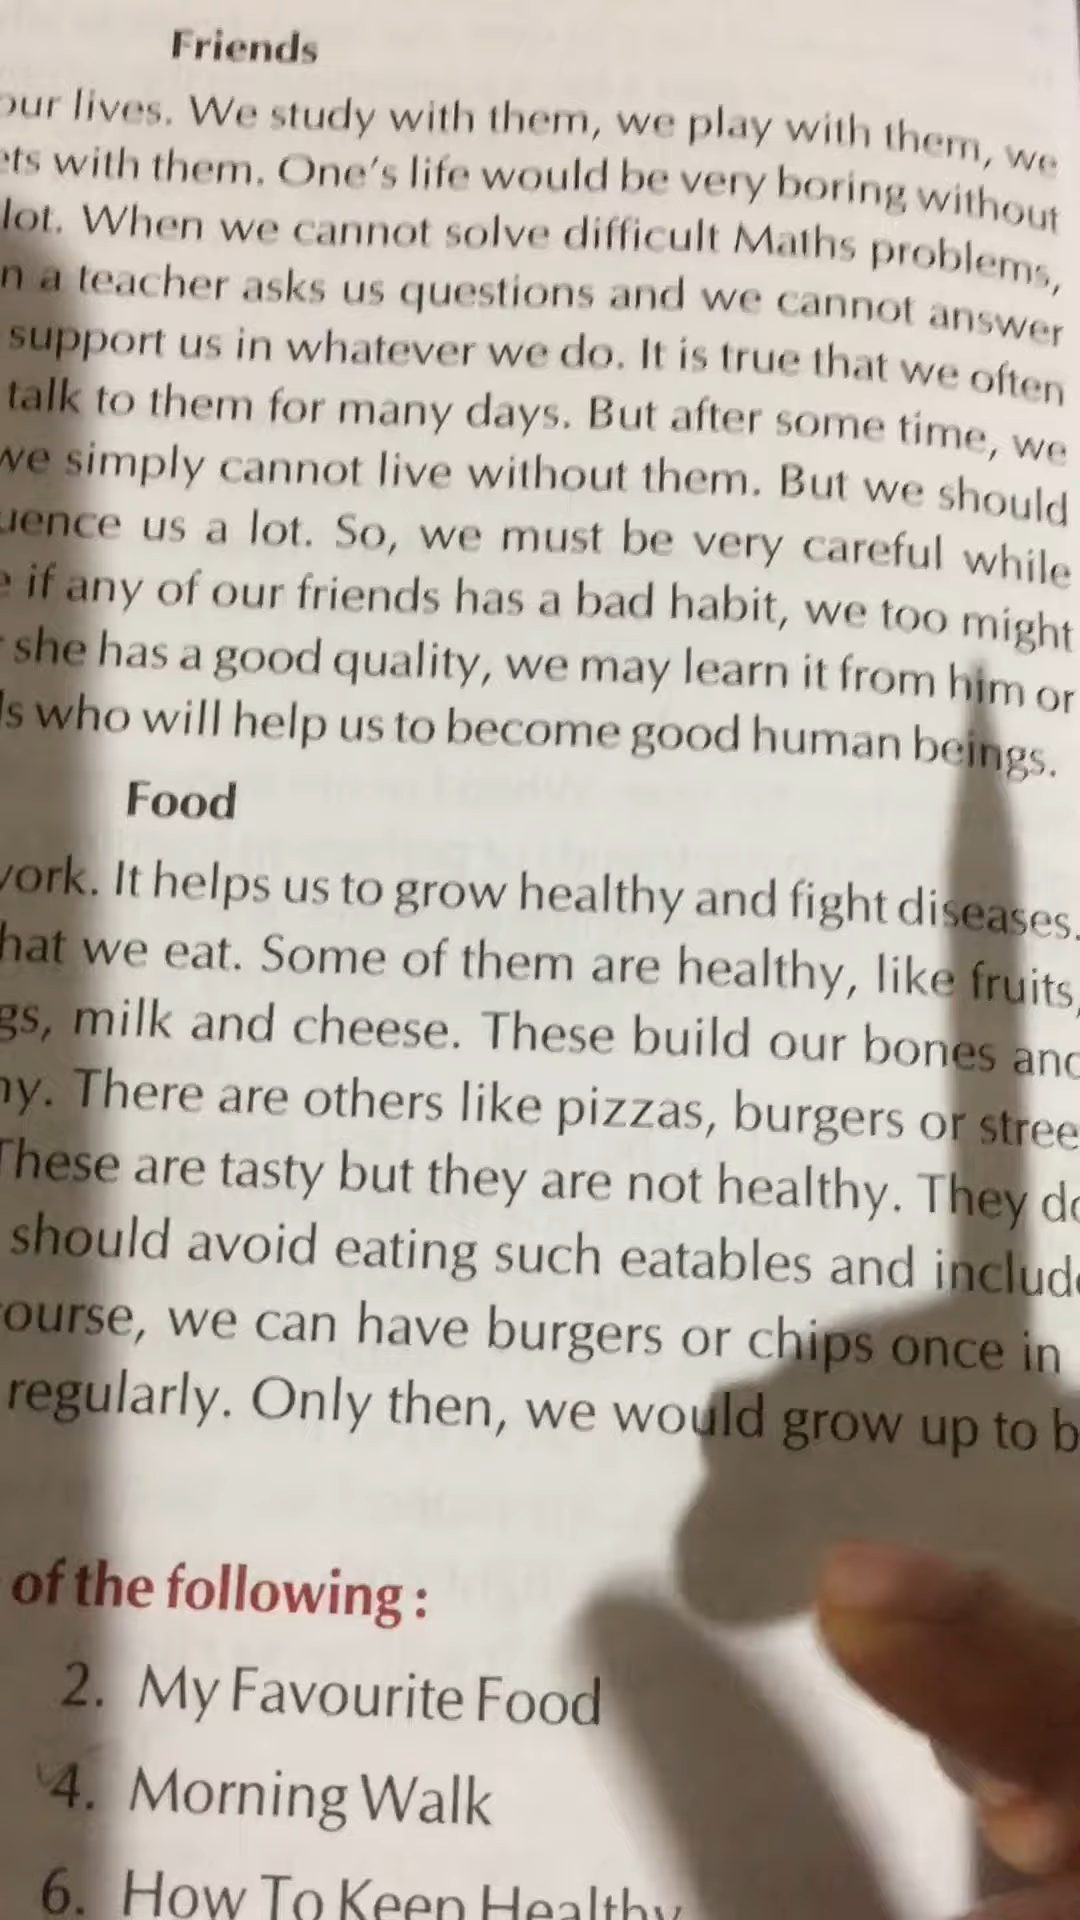 Friends
our lives. We study with them, we play with them, we
ets with them. One's life would be very boring without
lot. When we cannot solve difficult Maths problems,
n a teacher asks us questions and we cannot answer
support us in whatever we do. It is true that we often
talk to them for many days. But after some time, we
we simply cannot live without them. But we should
uence us a lot. So, we must be very careful while
e if any of our friends has a bad habit, we too might
she has a good quality, we may learn it from him or
ls who will help us to become good human beings.
Food
work. It helps us to grow healthy and fight diseases.
hat we eat. Some of them are healthy, like fruits,
gs, milk and cheese. These build our bones and
hy. There are others like pizzas, burgers or stree
These are tasty but they are not healthy. They do
should avoid eating such eatables and include
course, we can have burgers or chips once in
regularly. Only then, we would grow up to b
of the following :
2. My Favourite Food
4. Morning Walk
6. How To Keep Healthy